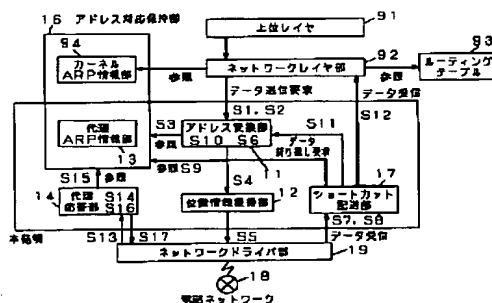 16
アドレス対応保持部
94
カーネル
ARP情報部
上位レイヤ
91
ネットワークレイヤ部
92
93
ルーティング
テーブル
参照
参照
データ送信要求
S1, S2
データ受信
S12
S3
参照
アドレス変換部
S10 S6
11
S11
データ
折り返し要求
代理
ARP情報部
13
参照
S9
S15
参照
S4
14
代理
応答部
S14
S16
位置情報獲得部
12
17
ショートカット
配送部
S7, S8
本発明
S13
S17
S5
データ受信
ネットワークドライバ部
19
18
ネットワーク